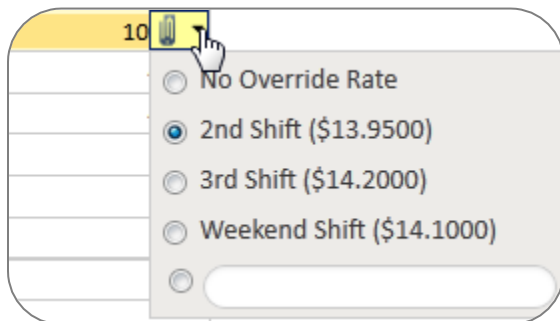 10
No Override Rate
2nd Shift ($13.9500)
3rd Shift ($14.2000)
Weekend Shift ($14.1000)